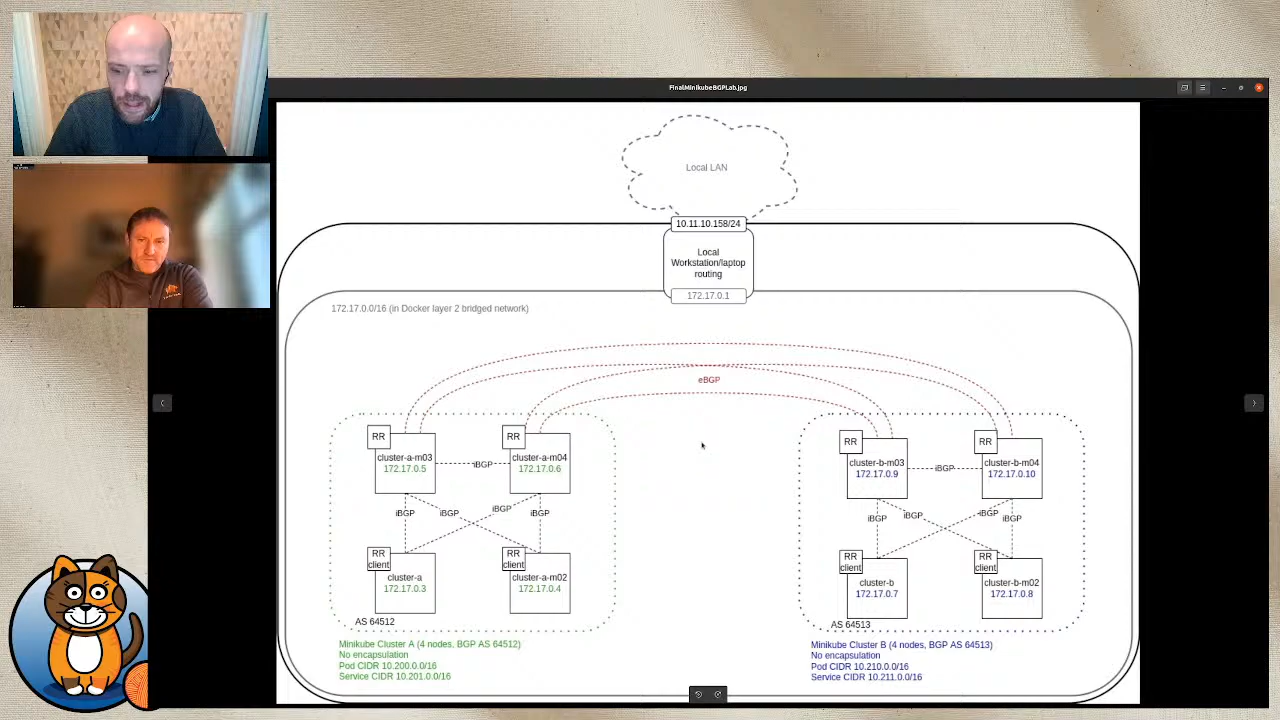 FinalMinikubeBGPLab.jpg
Local LAN
10.11.10.158/24
Local
Workstation/laptop
routing
172.17.0.1
172.17.0.0/16 (in Docker layer 2 bridged network)
eBGP
RR
cluster-a-m03
172.17.0.5
iBGP
RR
cluster-a-m04
172.17.0.6
iBGP
iBGP
iBGP
iBGP
RR
client
cluster-a
172.17.0.3
RR
client
cluster-a-m02
172.17.0.4
AS 64512
Minikube Cluster A (4 nodes, BGP AS 64512)
No encapsulation
Pod CIDR 10.200.0.0/16
Service CIDR 10.201.0.0/16
RR
cluster-b-m03
172.17.0.9
iBGP
RR
cluster-b-m04
172.17.0.10
iBGP
iBGP
iBGP
iBGP
RR
client
cluster-b
172.17.0.7
RR
client
cluster-b-m02
172.17.0.8
AS 64513
Minikube Cluster B (4 nodes, BGP AS 64513)
No encapsulation
Pod CIDR 10.210.0.0/16
Service CIDR 10.211.0.0/16